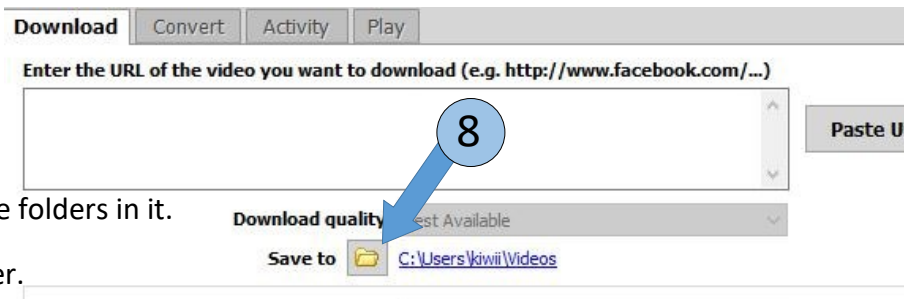 Download Convert Activity Play
Enter the URL of the video you want to download (e.g. http://www.facebook.com/...)
8
Paste U
e folders in it.
Download quality est Available
Save to C:\Users\kiwii\Videos
er.